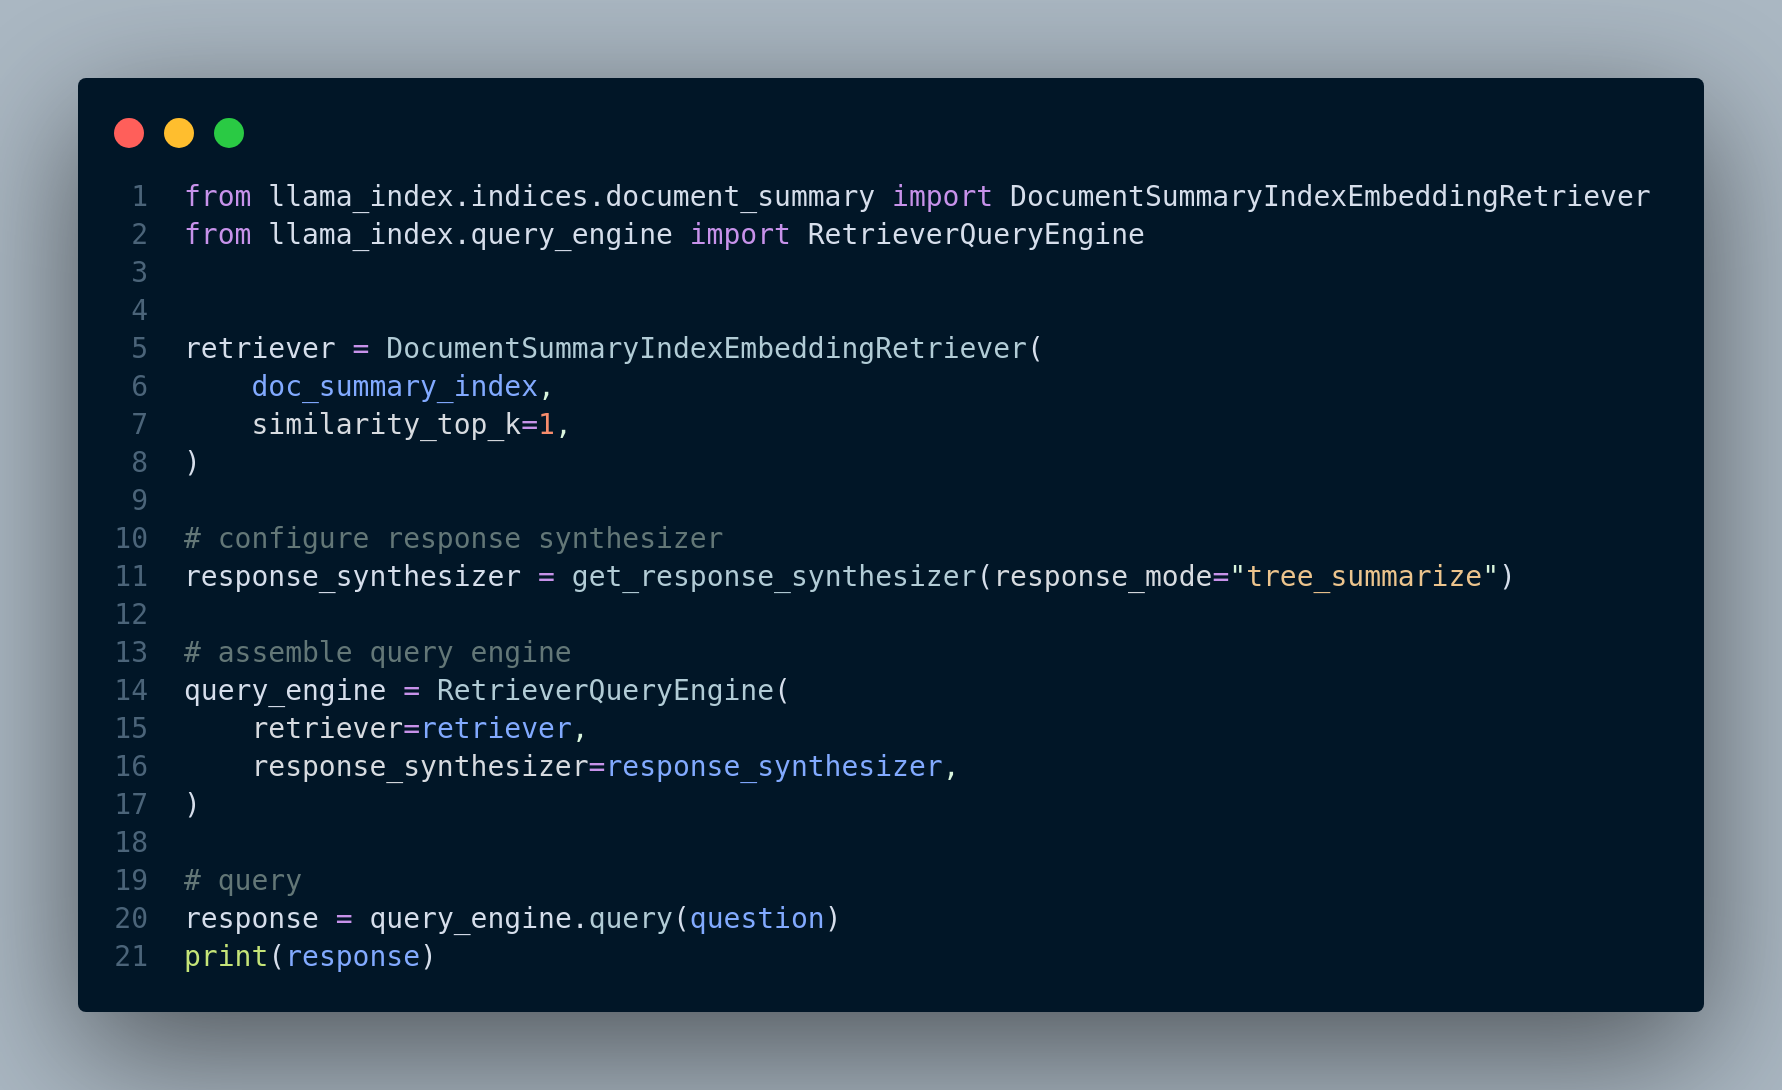 1 from llama_index.indices.document_summary import DocumentSummaryIndexEmbeddingRetriever
2 from llama_index.query_engine import RetrieverQueryEngine
3
4
5 retriever = DocumentSummaryIndexEmbeddingRetriever(
6     doc_summary_index,
7     similarity_top_k=1,
8 )
9
10 # configure response synthesizer
11 response_synthesizer = get_response_synthesizer(response_mode="tree_summarize")
12
13 # assemble query engine
14 query_engine = RetrieverQueryEngine(
15     retriever=retriever,
16     response_synthesizer=response_synthesizer,
17 )
18
19 # query
20 response = query_engine.query(question)
21 print(response)